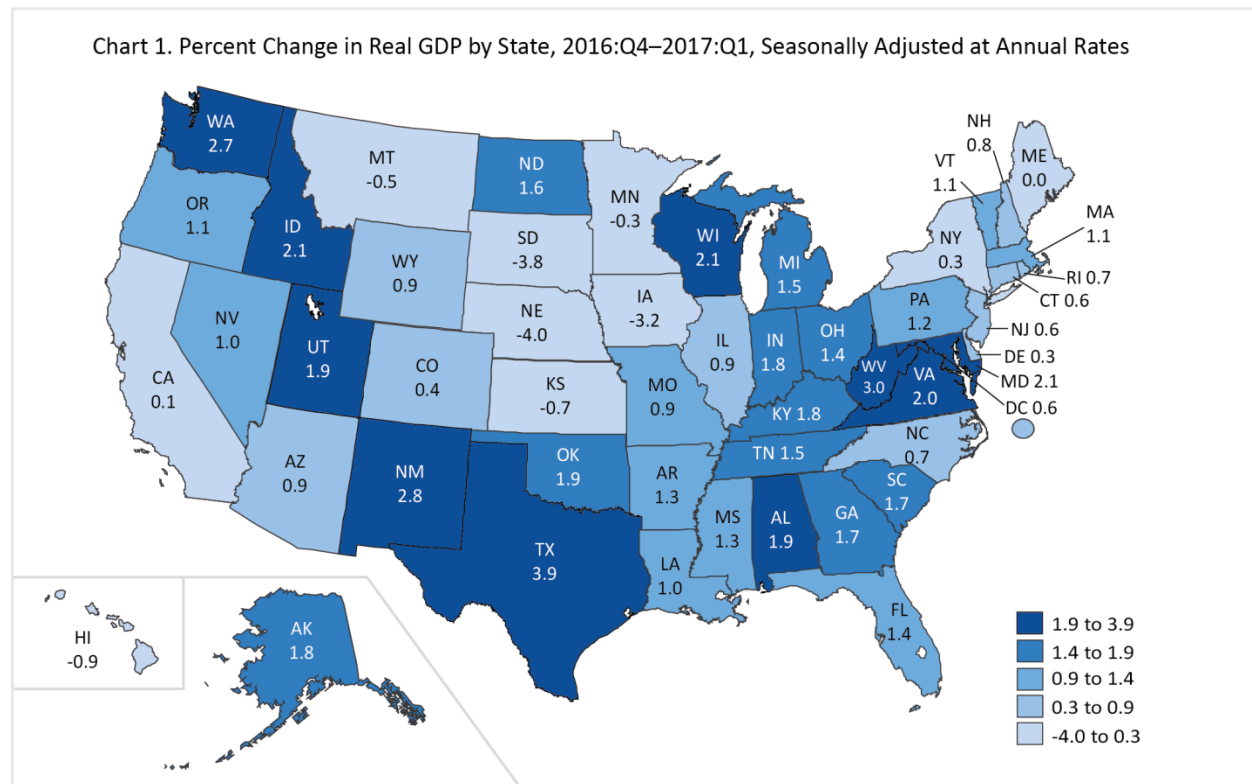 Chart 1. Percent Change in Real GDP by State, 2016:Q4–2017:Q1, Seasonally Adjusted at Annual Rates
WA
2.7
MT
-0.5
ND
1.6
MN
-0.3
OR
1.1
ID
2.1
WY
0.9
SD
-3.8
WI
2.1
MI
1.5
NY
0.3
VT
1.1
NH
0.8
ME
0.0
MA
1.1
RI 0.7
CT 0.6
NJ 0.6
DE 0.3
MD 2.1
DC 0.6
PA
1.2
CA
0.1
NV
1.0
UT
1.9
CO
0.4
NE
-4.0
IA
-3.2
IL
0.9
IN
1.8
OH
1.4
WV
3.0
VA
2.0
KS
-0.7
MO
0.9
KY 1.8
NC
0.7
AZ
0.9
NM
2.8
OK
1.9
AR
1.3
TN 1.5
SC
1.7
TX
3.9
LA
1.0
MS
1.3
AL
1.9
GA
1.7
FL
1.4
HI
-0.9
AK
1.8
1.9 to 3.9
1.4 to 1.9
0.9 to 1.4
0.3 to 0.9
-4.0 to 0.3